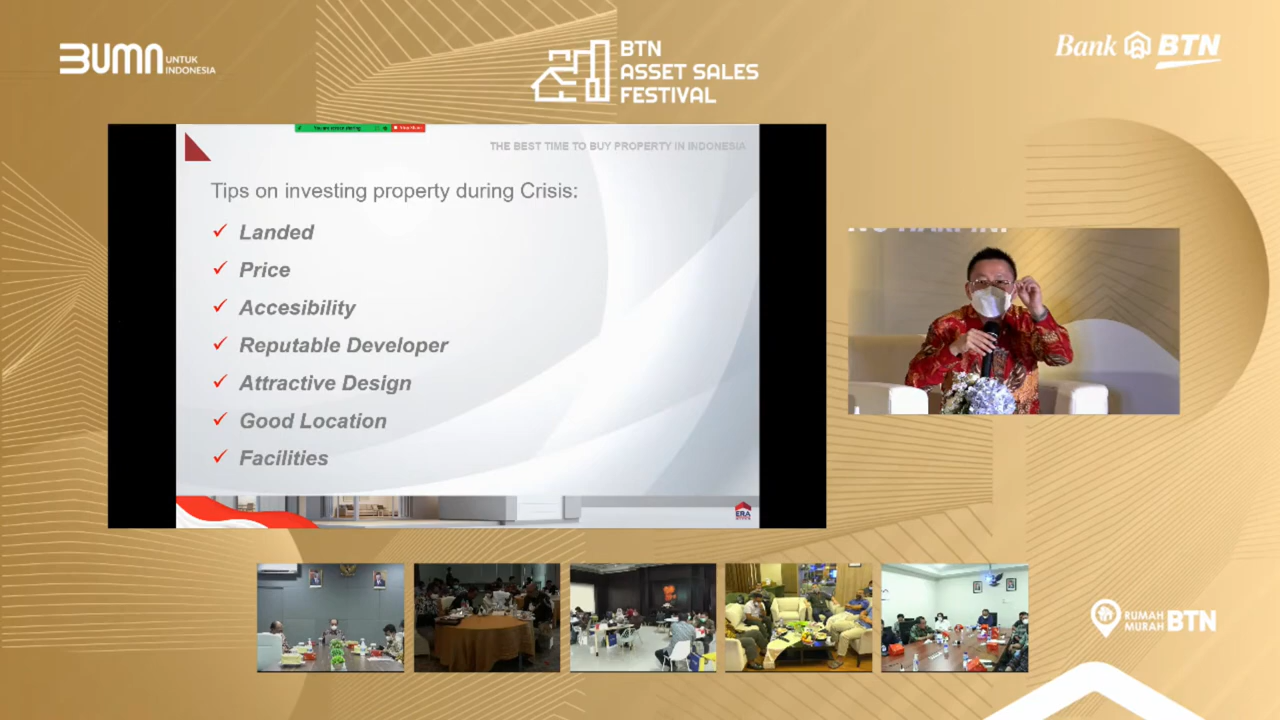 BUMN UNTUK
INDONESIA
BTN
ASSET SALES
FESTIVAL
Bank BTN
THE BEST TIME TO BUY PROPERTY IN INDONESIA
Tips on investing property during Crisis:
Landed
Price
Accesibility
Reputable Developer
Attractive Design
Good Location
Facilities
ERA
RUMAH
MURAH BTN